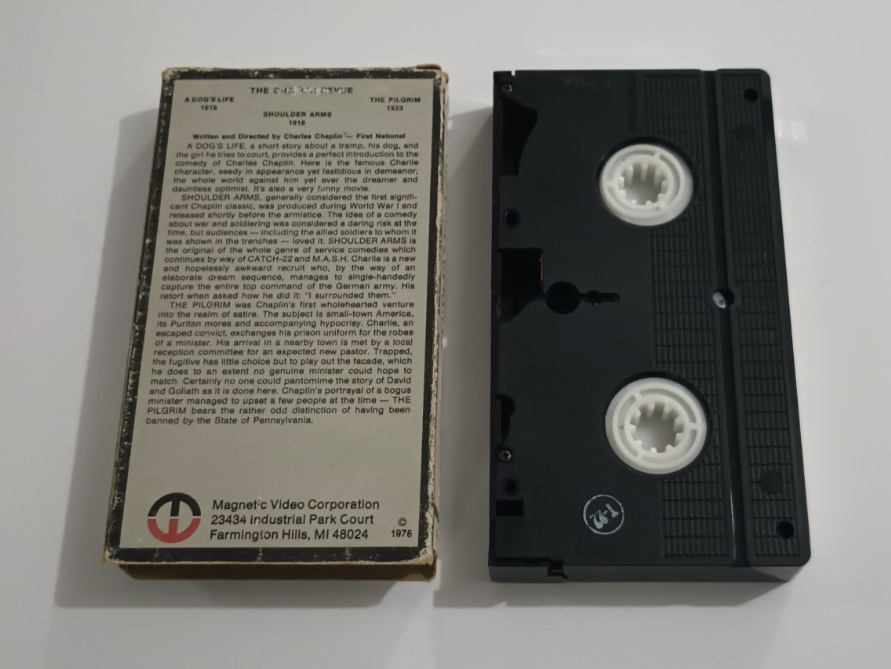 THE CHAPLIN REVUE
A DOG'S LIFE
1918
THE PILGRIM
1923
SHOULDER ARMS
1918
Written and Directed by Charles Chaplin — First National
A DOG'S LIFE, a short story about a tramp, his dog, and
the girl he tries to court, provides a perfect introduction to the
comedy of Charles Chaplin. Here is the famous Charlie
character, seedy in appearance yet fastidious in demeanor;
the whole world against him yet ever the dreamer and
dauntless optimist. It's also a very funny movie.
SHOULDER ARMS, generally considered the first signifi-
cant Chaplin classic, was produced during World War I and
released shortly before the armistice. The idea of a comedy
about war and soldiering was considered a daring risk at the
time, but audiences — including the allied soldiers to whom it
was shown in the trenches — loved it. SHOULDER ARMS is
the original of the whole genre of service comedies which
continues by way of CATCH-22 and M.A.S.H. Charlie is a new
and hopelessly awkward recruit who, by the way of an
elaborate dream sequence, manages to single-handedly
capture the entire top command of the German army. His
retort when asked how he did it: "I surrounded them."
THE PILGRIM was Chaplin's first wholehearted venture
into the realm of satire. The subject is small-town America,
its Puritan mores and accompanying hypocrisy. Charlie, an
escaped convict, exchanges his prison uniform for the robes
of a minister. His arrival in a nearby town is met by a local
reception committee for an expected new pastor. Trapped,
the fugitive has little choice but to play out the facade, which
he does to an extent no genuine minister could hope to
match. Certainly no one could pantomime the story of David
and Goliath as it is done here. Chaplin's portrayal of a bogus
minister managed to upset a few people at the time — THE
PILGRIM bears the rather odd distinction of having been
banned by the State of Pennsylvania.
Magnetic Video Corporation
23434 Industrial Park Court
Farmington Hills, MI 48024
© 1978